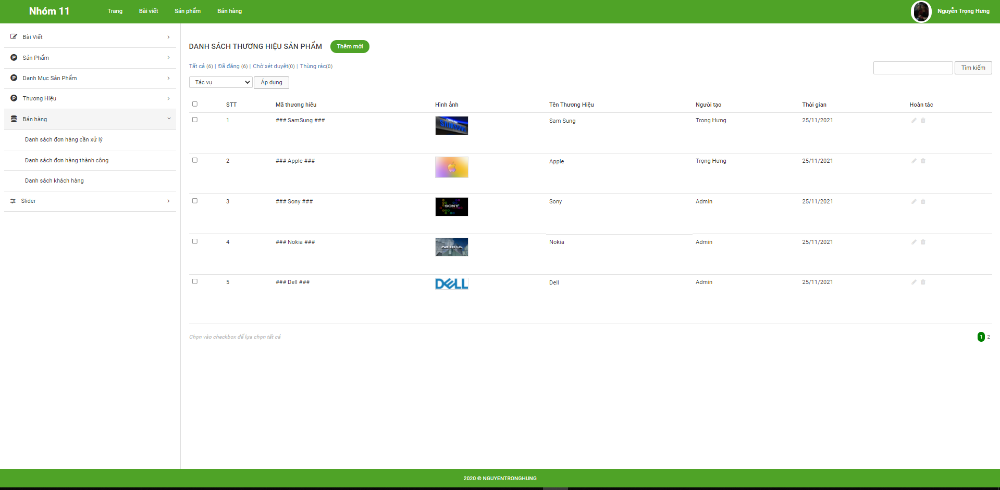 Nhóm 11 Trang Bài viết Sản phẩm Bán hàng Nguyễn Trọng Hưng
Bài Viết
Sản Phẩm
Danh Mục Sản Phẩm
Thương Hiệu
Bán hàng
Danh sách đơn hàng cần xử lý
Danh sách đơn hàng thành công
Danh sách khách hàng
Slider
DANH SÁCH THƯƠNG HIỆU SẢN PHẨM Thêm mới
Tất cả (6) | Đã đăng (6) | Chờ xét duyệt(0) | Thùng rác(0)
Tìm kiếm
Tác vụ Áp dụng
STT Mã thương hiêu Hình ảnh Tên Thương Hiệu Người tạo Thời gian Hoàn tác
1 ### SamSung ### SAMSUNG Sam Sung Trọng Hưng 25/11/2021
2 ### Apple ### Apple Trọng Hưng 25/11/2021
3 ### Sony ### SONY Sony Admin 25/11/2021
4 ### Nokia ### NOKIA Nokia Admin 25/11/2021
5 ### Dell ### DELL Dell Admin 25/11/2021
Chọn vào checkbox để lựa chọn tất cả
1 2
2020 © NGUYENTRONGHUNG